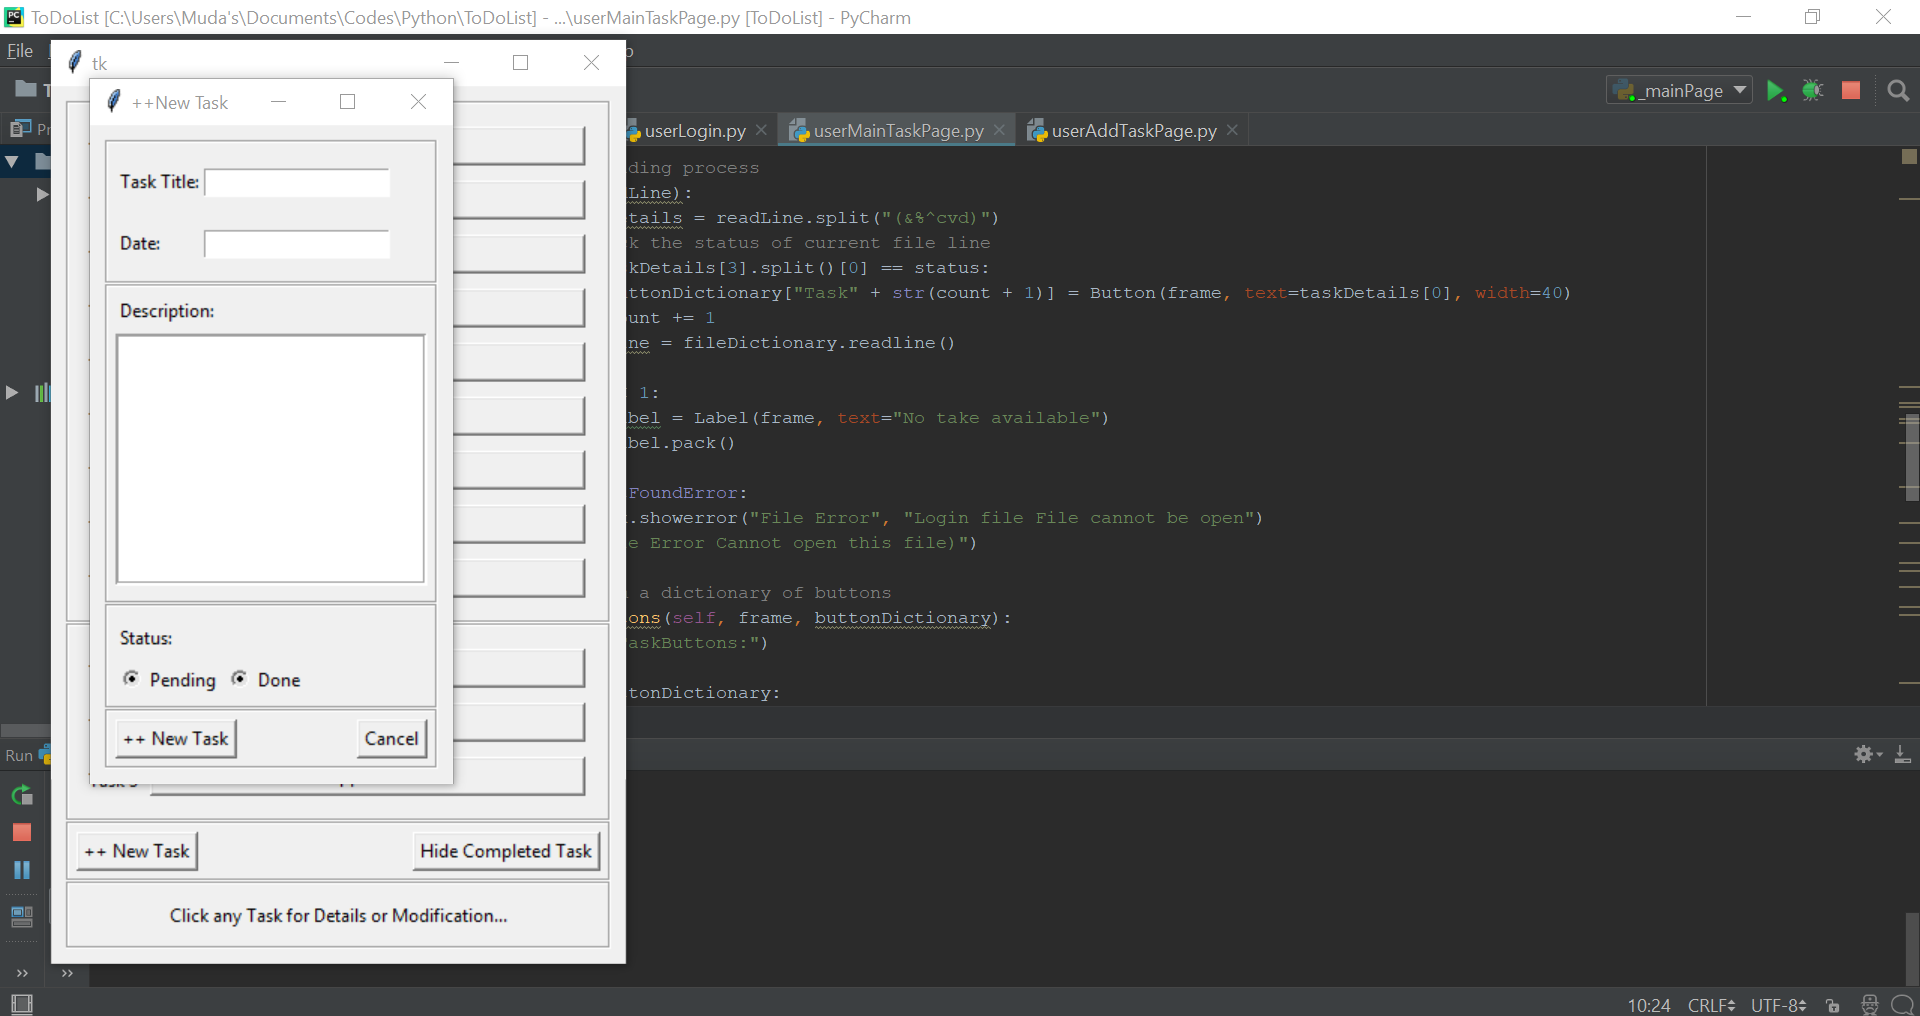 ToDoList [C:\Users\Muda's\Documents\Codes\Python\ToDoList] - ...\userMainTaskPage.py [ToDoList] - PyCharm
File
tk
++New Task
_mainPage
userLogin.py
userMainTaskPage.py
userAddTaskPage.py
ding process
Line):
tails = readLine.split("(&%^cvd)")
k the status of current file line
kDetails[3].split()[0] == status:
ttonDictionary["Task" + str(count + 1)] = Button(frame, text=taskDetails[0], width=40)
unt += 1
ne = fileDictionary.readline()
1:
bel = Label(frame, text="No take available")
bel.pack()
FoundError:
.showerror("File Error", "Login file File cannot be open")
e Error Cannot open this file)")
a dictionary of buttons
ons(self, frame, buttonDictionary):
askButtons:")
tonDictionary:
Task Title:
Date:
Description:
Status:
Pending
Done
++ New Task
Cancel
Run
++ New Task
Hide Completed Task
Click any Task for Details or Modification...
10:24 CRLF UTF-8